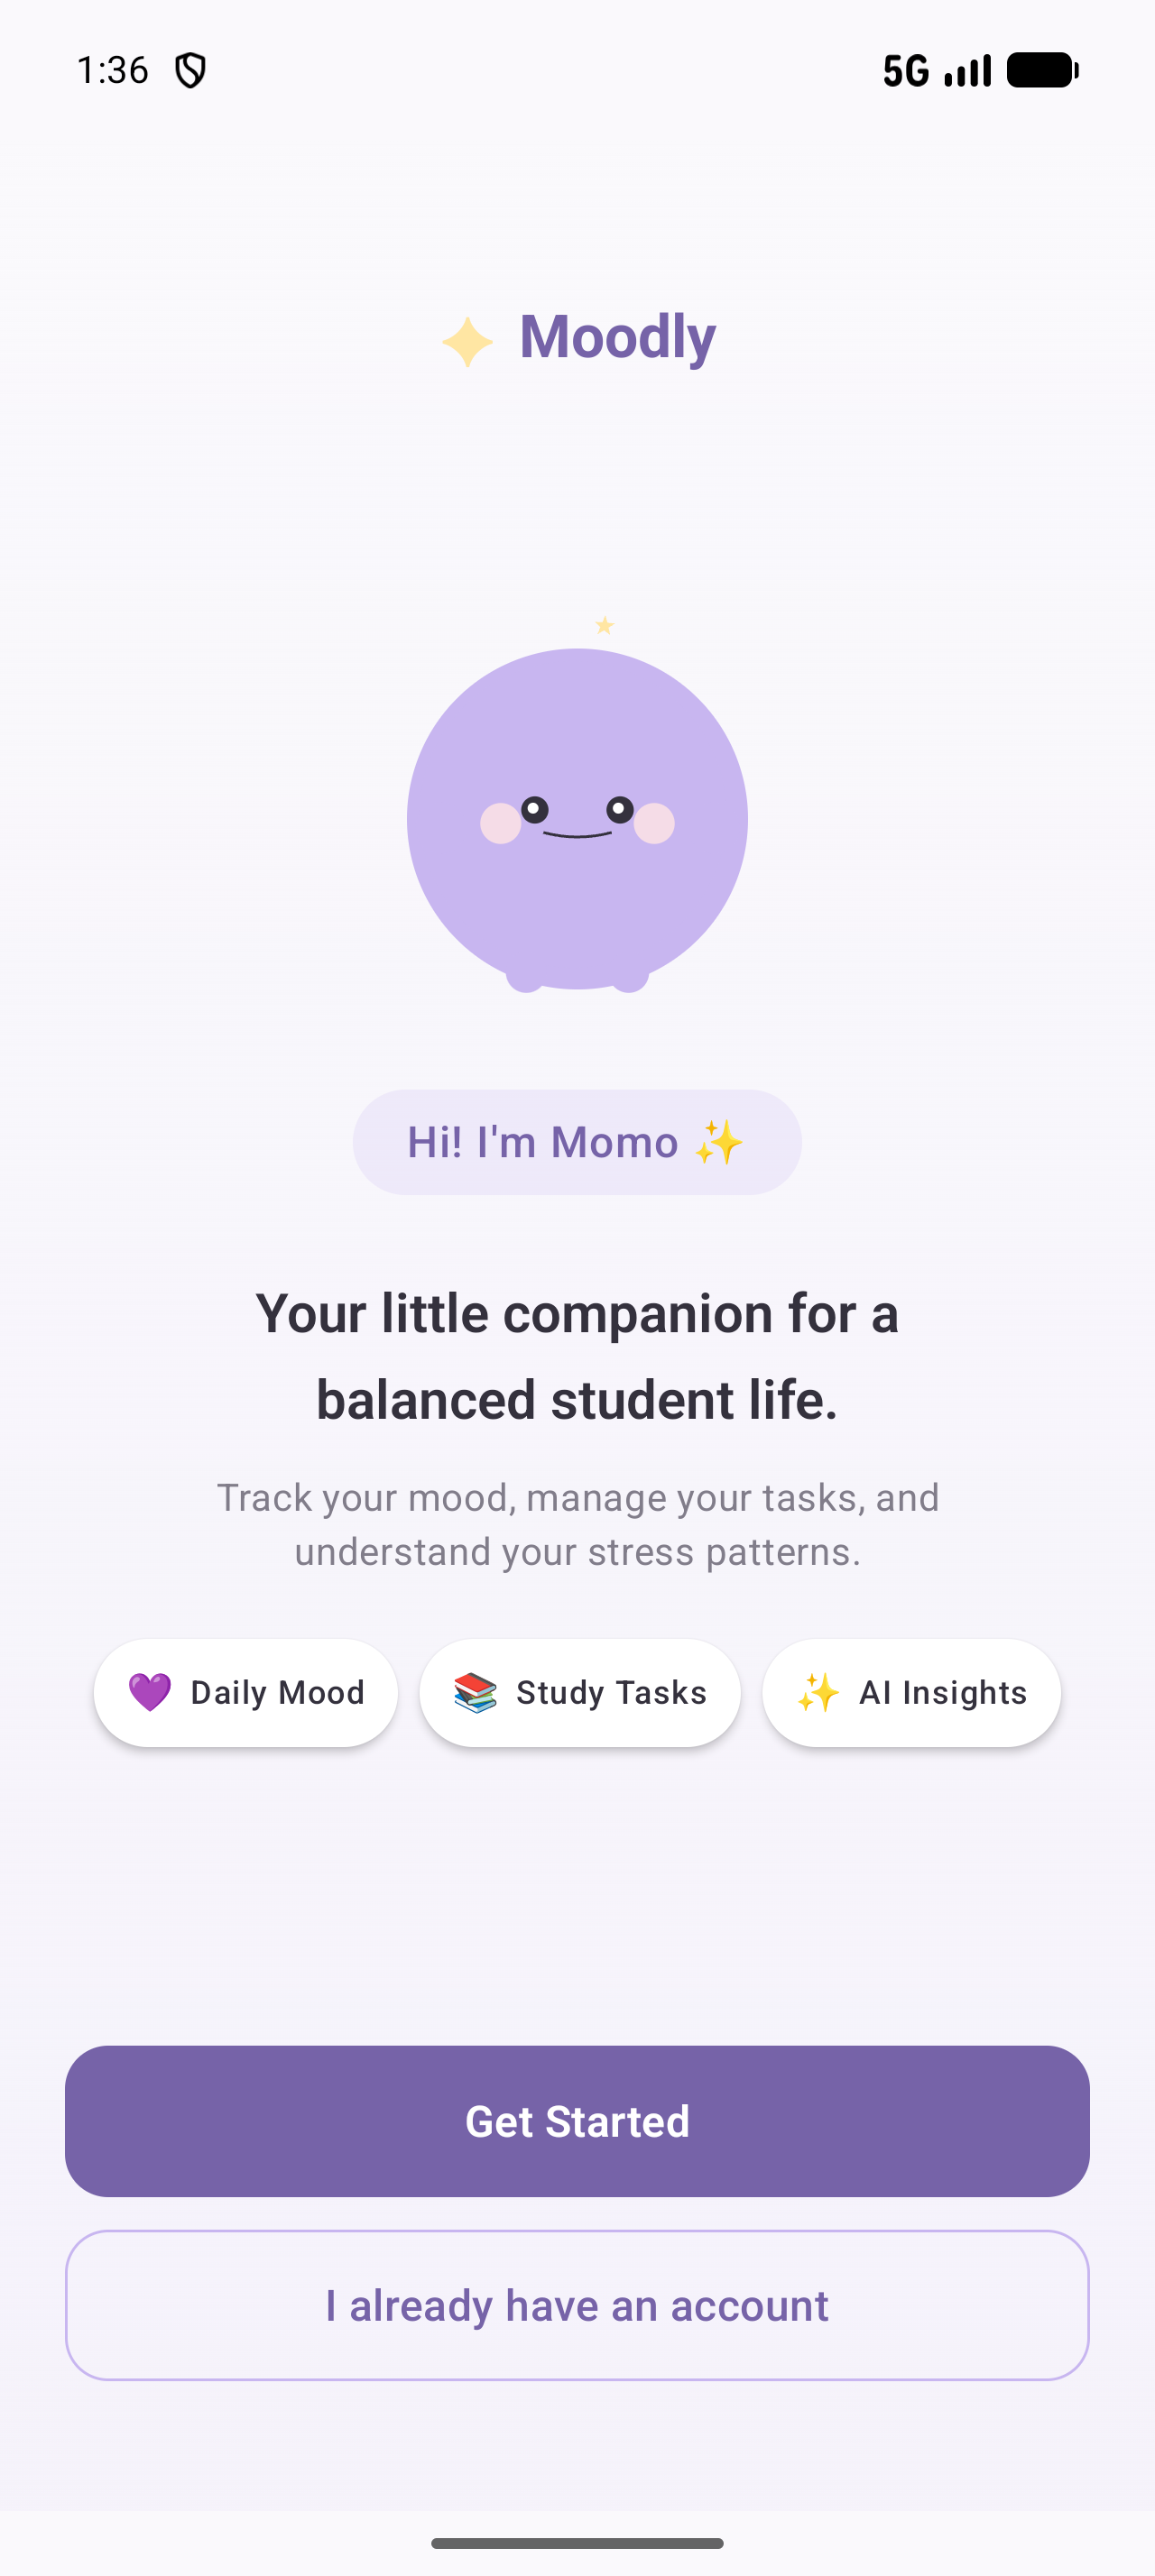 1:36
5G
Moodly
Hi! I'm Momo ✨
Your little companion for a
balanced student life.
Track your mood, manage your tasks, and
understand your stress patterns.
💜 Daily Mood
📚 Study Tasks
✨ AI Insights
Get Started
I already have an account